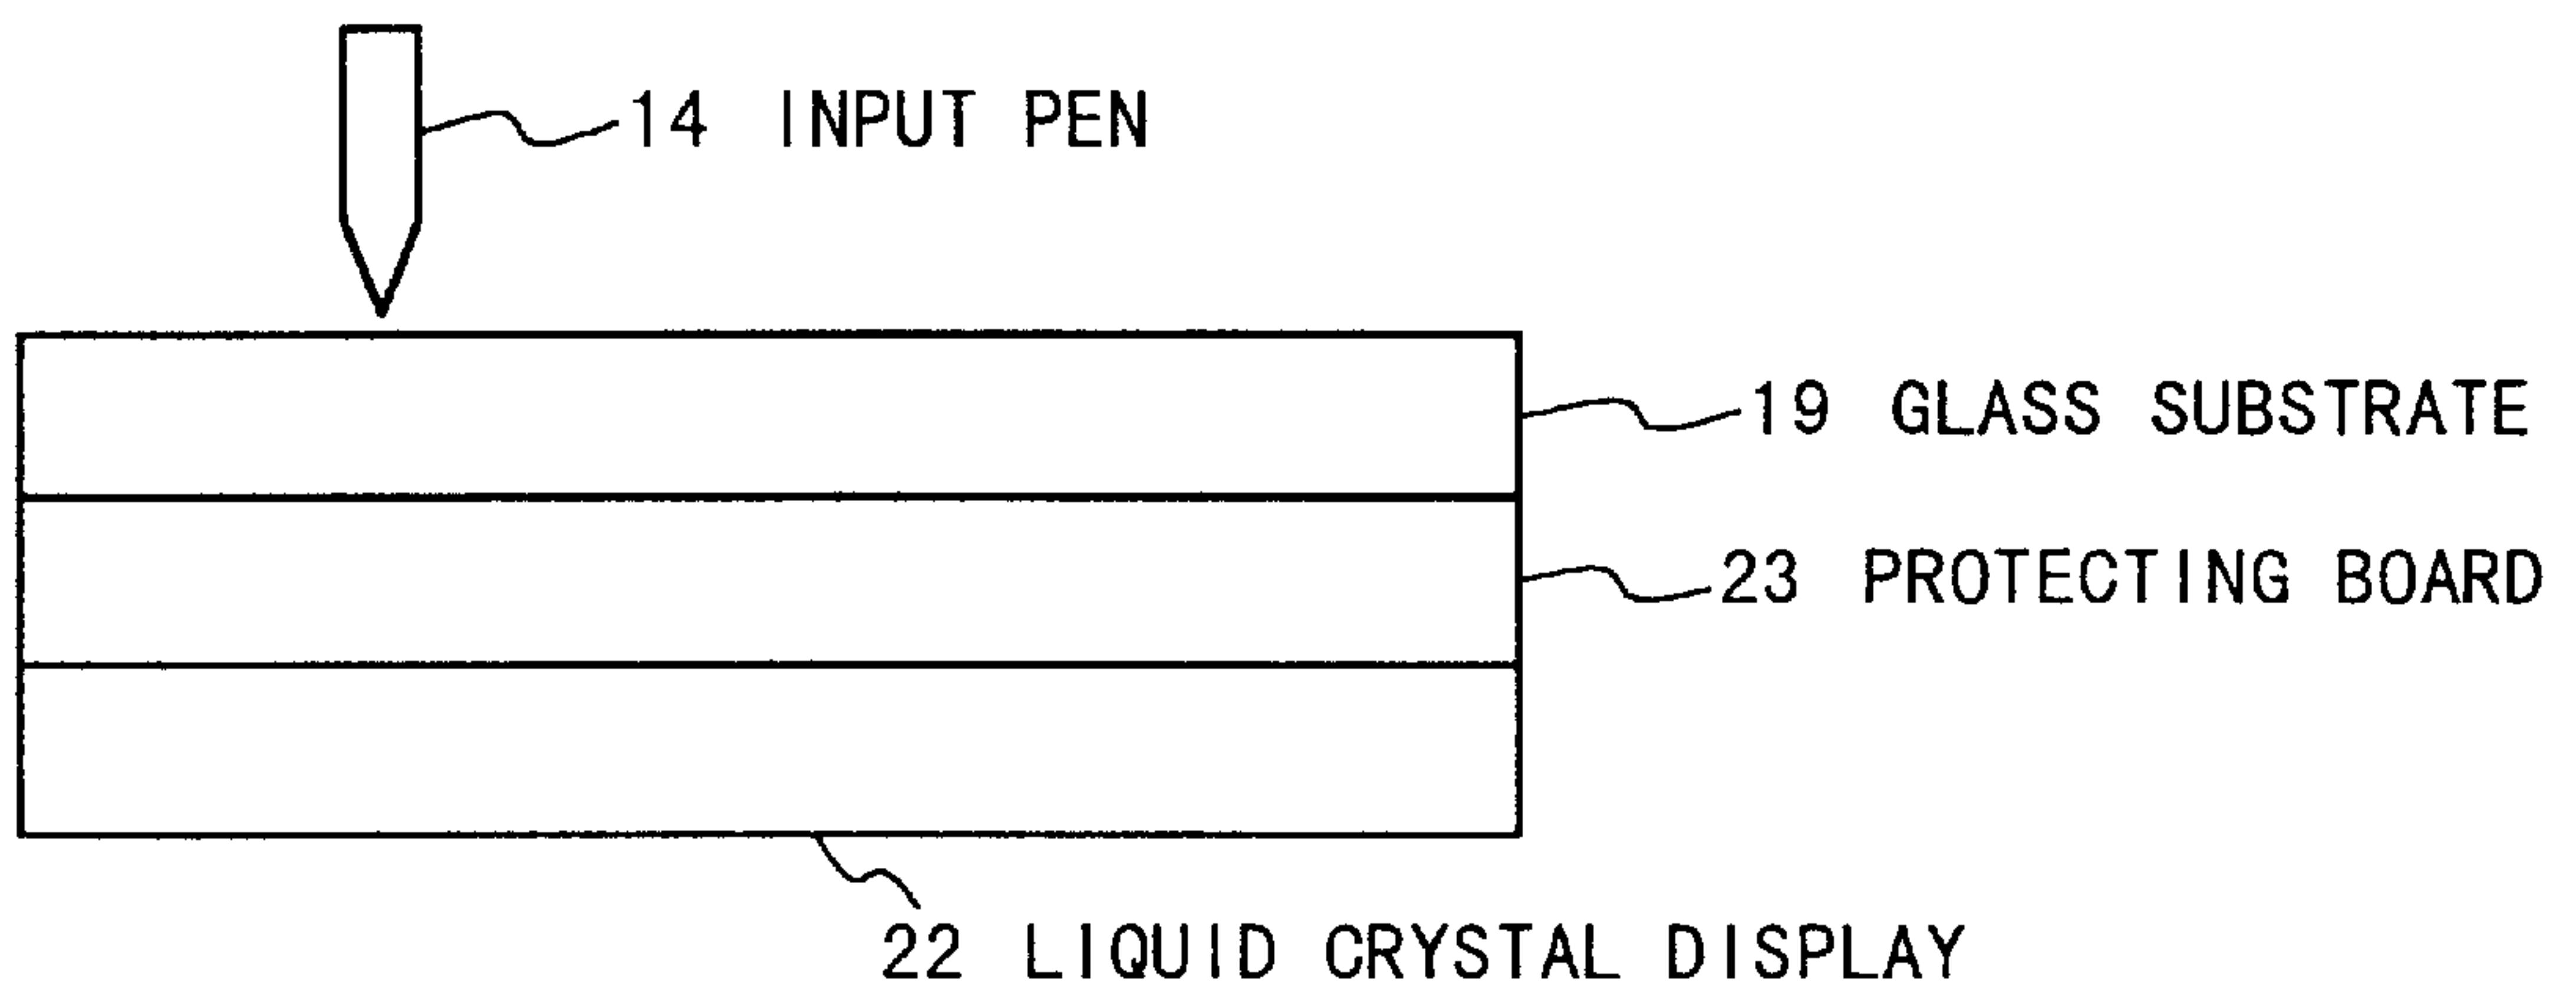 14 INPUT PEN
19 GLASS SUBSTRATE
23 PROTECTING BOARD
22 LIQUID CRYSTAL DISPLAY